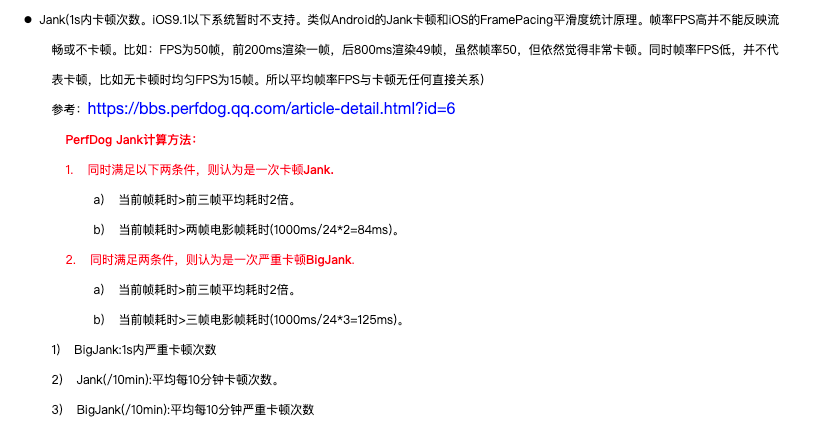 ● Jank(1s内卡顿次数。iOS9.1以下系统暂时不支持。类似Android的Jank卡顿和iOS的FramePacing平滑度统计原理。帧率FPS高并不能反映流
畅或不卡顿。比如：FPS为50帧，前200ms渲染一帧，后800ms渲染49帧，虽然帧率50，但依然觉得非常卡顿。同时帧率FPS低，并不代
表卡顿，比如无卡顿时均匀FPS为15帧。所以平均帧率FPS与卡顿无任何直接关系)
参考：https://bbs.perfdog.qq.com/article-detail.html?id=6
PerfDog Jank计算方法：
1. 同时满足以下两条件，则认为是一次卡顿Jank.
a) 当前帧耗时>前三帧平均耗时2倍。
b) 当前帧耗时>两帧电影帧耗时(1000ms/24*2=84ms)。
2. 同时满足两条件，则认为是一次严重卡顿BigJank.
a) 当前帧耗时>前三帧平均耗时2倍。
b) 当前帧耗时>三帧电影帧耗时(1000ms/24*3=125ms)。
1) BigJank:1s内严重卡顿次数
2) Jank(/10min):平均每10分钟卡顿次数。
3) BigJank(/10min):平均每10分钟严重卡顿次数